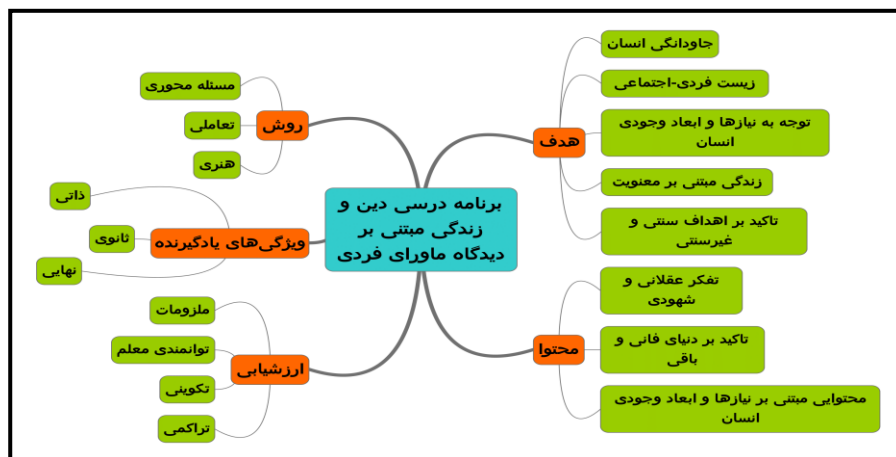 برنامه درسی دین و
زندگی مبتنی بر
دیدگاه ماورای فردی
هدف
جاودانگی انسان
زیست فردی-اجتماعی
توجه به نیازها و ابعاد وجودی
انسان
زندگی مبتنی بر معنویت
تاکید بر اهداف سنتی و
غیرسنتی
محتوا
تفکر عقلانی و
شهودی
تاکید بر دنیای فانی و
باقی
محتوایی مبتنی بر نیازها و ابعاد وجودی
انسان
روش
مسئله محوری
تعاملی
هنری
ویژگی‌های یادگیرنده
ذاتی
ثانوی
نهایی
ارزشیابی
ملزومات
توانمندی معلم
تکوینی
تراکمی